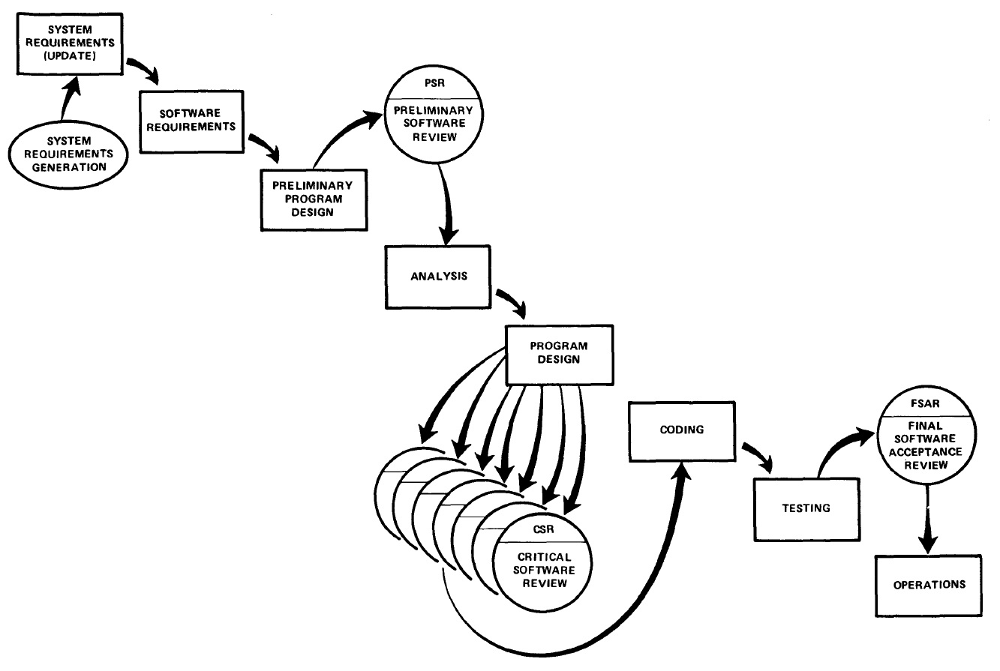 SYSTEM
REQUIREMENTS
(UPDATE)
SYSTEM
REQUIREMENTS
GENERATION
SOFTWARE
REQUIREMENTS
PRELIMINARY
PROGRAM
DESIGN
PSR
PRELIMINARY
SOFTWARE
REVIEW
ANALYSIS
PROGRAM
DESIGN
CSR
CRITICAL
SOFTWARE
REVIEW
CODING
TESTING
FSAR
FINAL
SOFTWARE
ACCEPTANCE
REVIEW
OPERATIONS